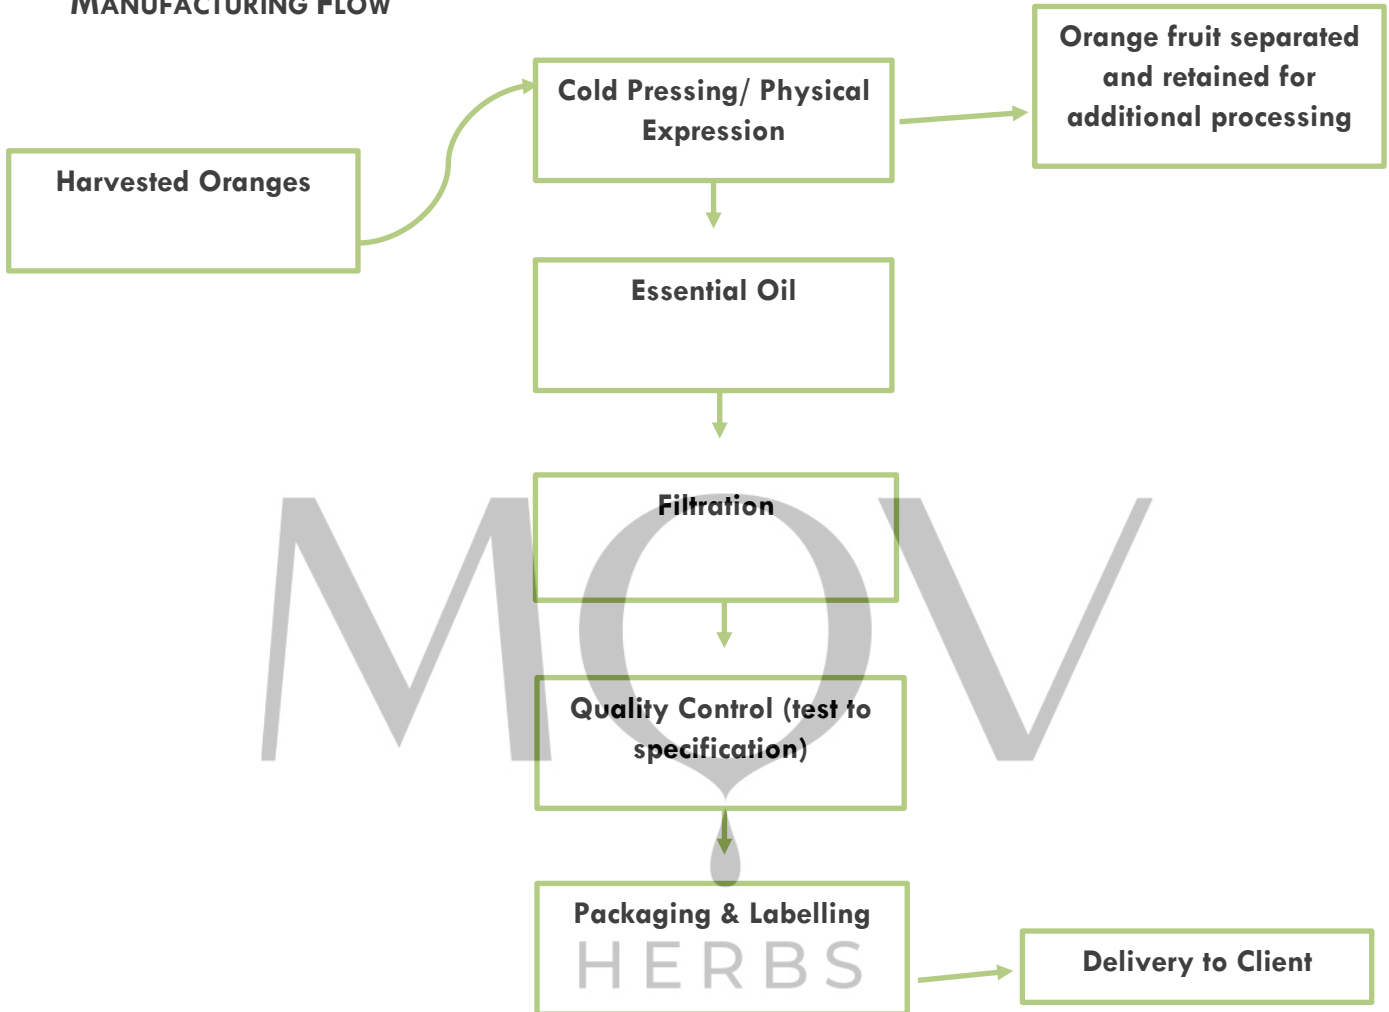 MANUFACTURING FLOW
Orange fruit separated
and retained for
additional processing
Cold Pressing/ Physical
Expression
Harvested Oranges
Essential Oil
Filtration
Quality Control (test to
specification)
Packaging & Labelling
Delivery to Client
MOV
HERBS